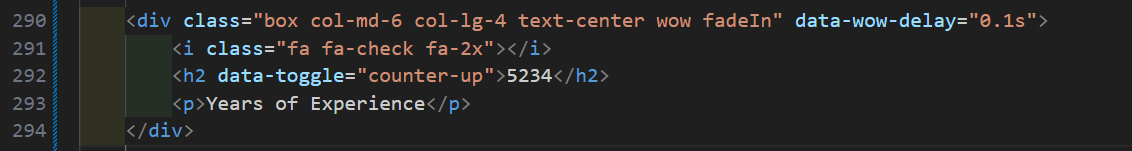 290 <div class="box col-md-6 col-lg-4 text-center wow fadeIn" data-wow-delay="0.1s">
291 <i class="fa fa-check fa-2x"></i>
292 <h2 data-toggle="counter-up">5234</h2>
293 <p>Years of Experience</p>
294 </div>